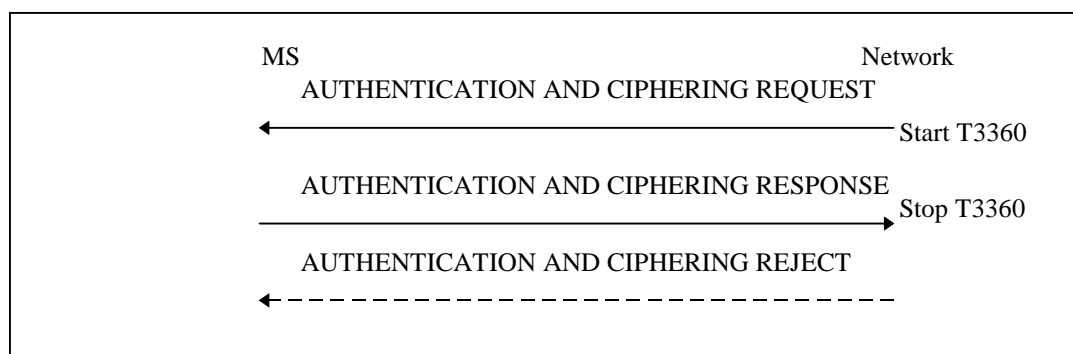 MS Network
AUTHENTICATION AND CIPHERING REQUEST
Start T3360
AUTHENTICATION AND CIPHERING RESPONSE
Stop T3360
AUTHENTICATION AND CIPHERING REJECT